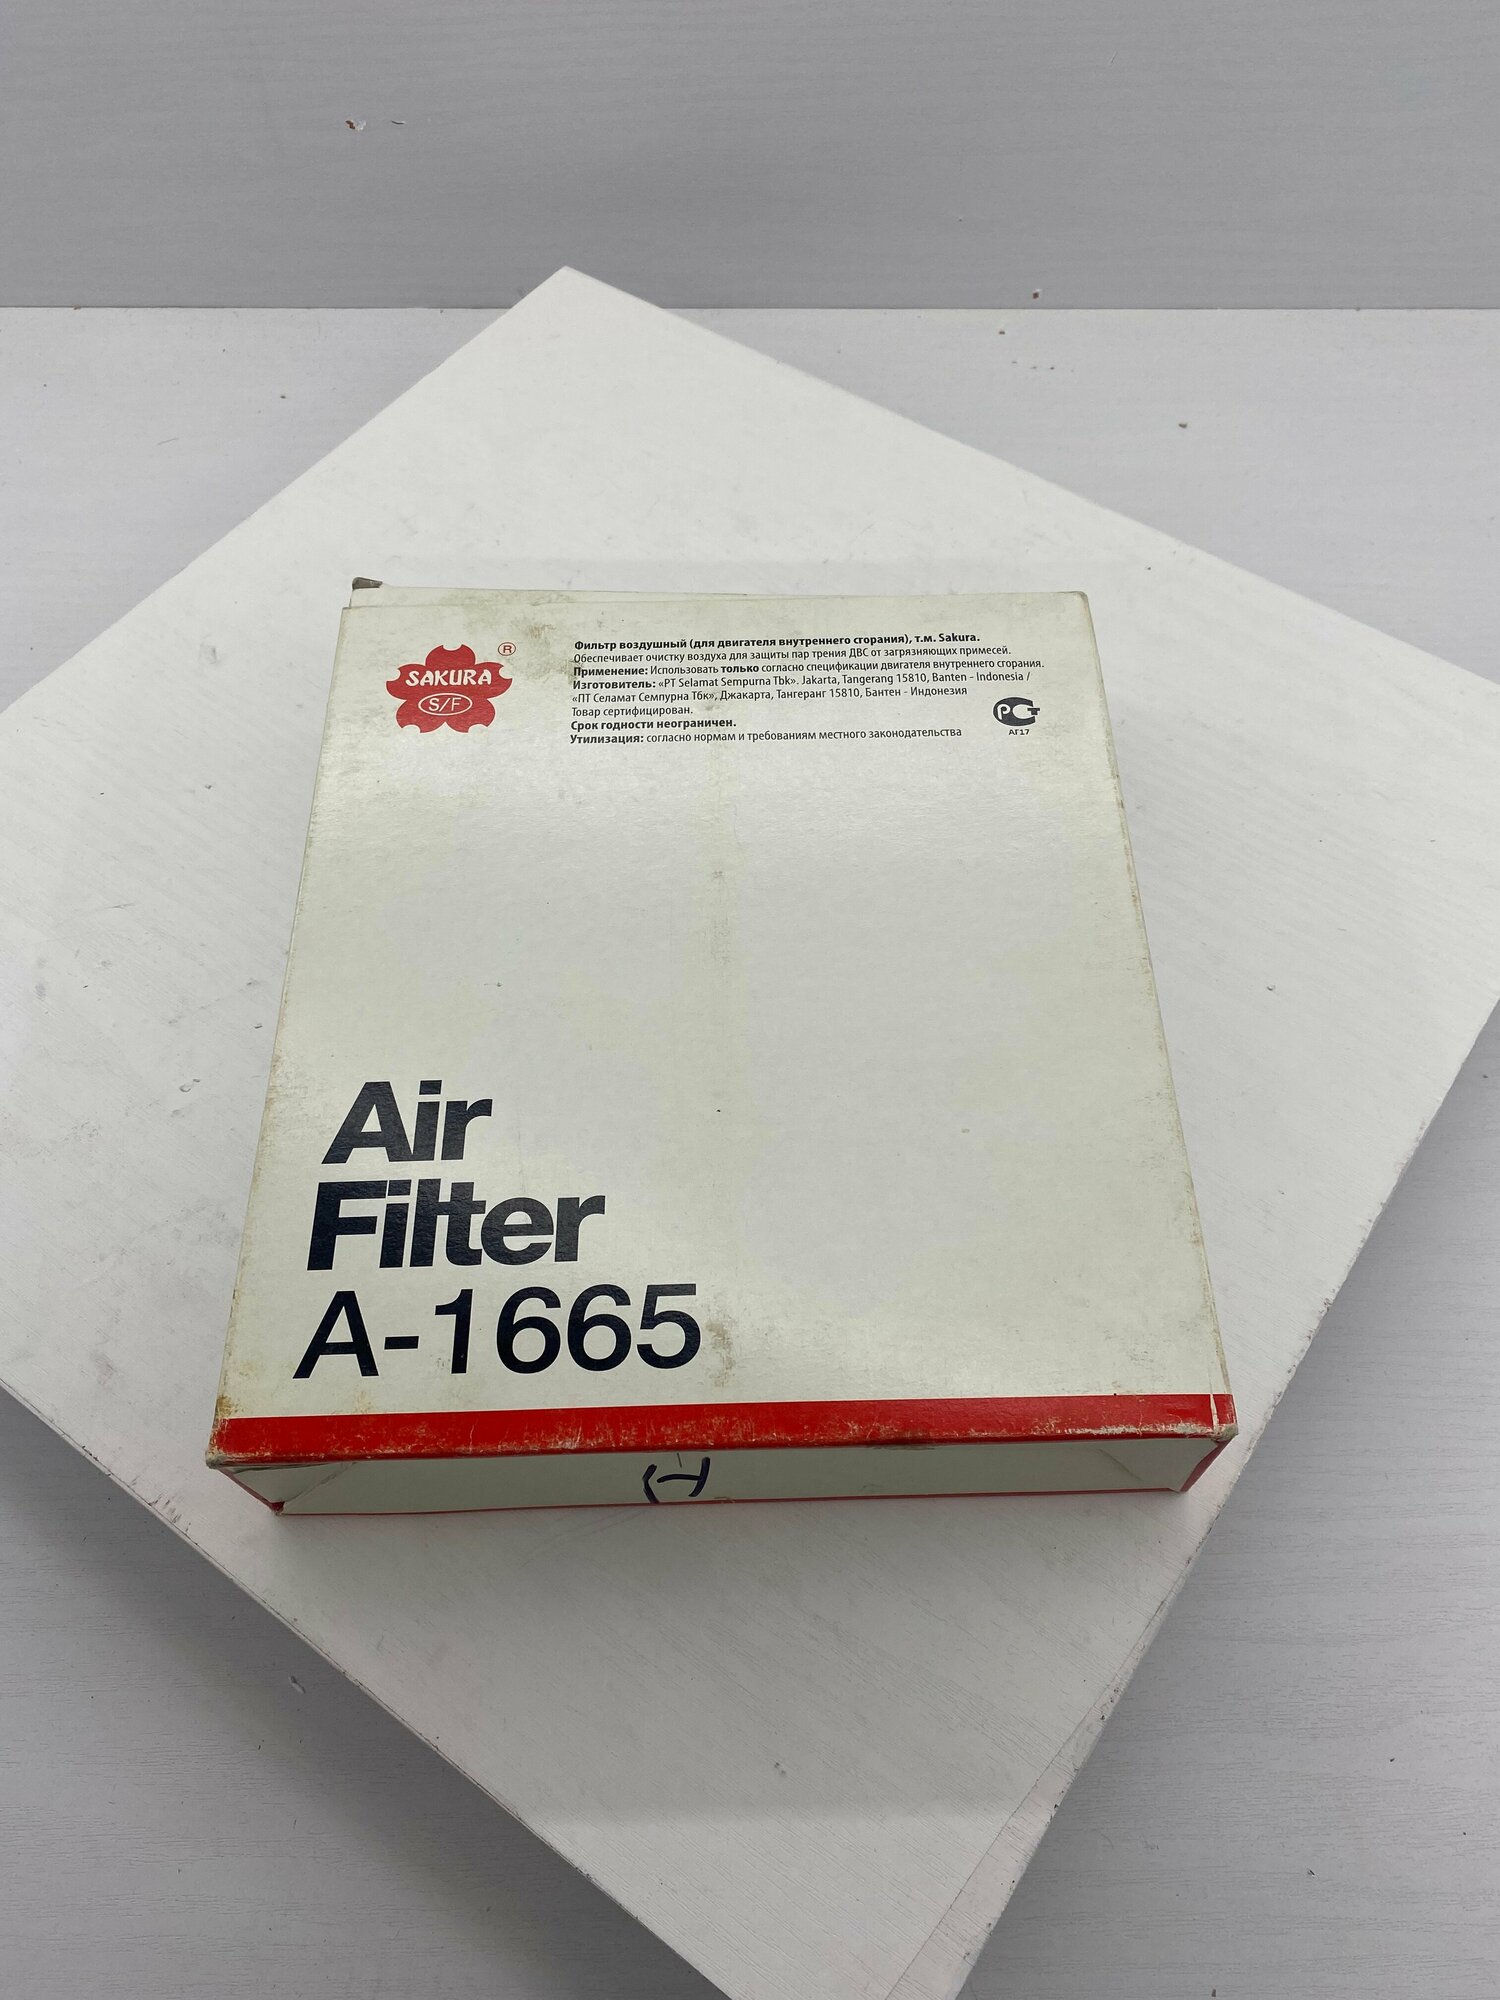 SAKURA
S/F
®
Фильтр воздушный (для двигателя внутреннего сгорания), т.м. Sakura.
Обеспечивает очистку воздуха для защиты пар трения ДВС от загрязняющих примесей.
Применение: Использовать только согласно спецификации двигателя внутреннего сгорания.
Изготовитель: «PT Selamat Sempurna Tbk». Jakarta, Tangerang 15810, Banten - Indonesia /
«ПТ Селамат Семпурна Тбк», Джакарта, Тангеранг 15810, Бантен - Индонезия
Товар сертифицирован.
Срок годности неограничен.
Утилизация: согласно нормам и требованиям местного законодательства
РСТ
АГ17
Air
Filter
A-1665